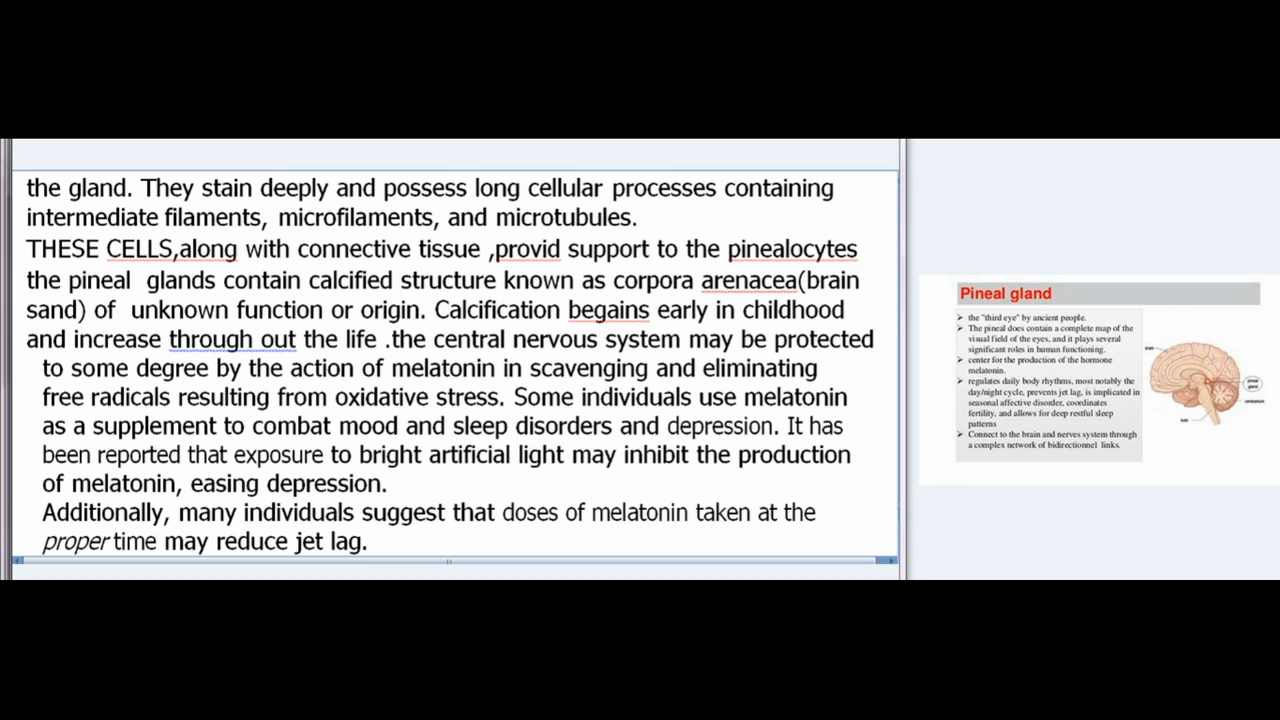 the gland. They stain deeply and possess long cellular processes containing
intermediate filaments, microfilaments, and microtubules.
THESE CELLS,along with connective tissue ,provid support to the pinealocytes
the pineal glands contain calcified structure known as corpora arenacea(brain
sand) of unknown function or origin. Calcification begains early in childhood
and increase through out the life .the central nervous system may be protected
to some degree by the action of melatonin in scavenging and eliminating
free radicals resulting from oxidative stress. Some individuals use melatonin
as a supplement to combat mood and sleep disorders and depression. It has
been reported that exposure to bright artificial light may inhibit the production
of melatonin, easing depression.
Additionally, many individuals suggest that doses of melatonin taken at the
proper time may reduce jet lag.
Pineal gland
➢ the "third eye" by ancient people.
➢ The pineal does contain a complete map of the
visual field of the eyes, and it plays several
significant roles in human functioning.
➢ center for the production of the hormone
melatonin.
➢ regulates daily body rhythms, most notably the
day/night cycle, prevents jet lag, is implicated in
seasonal affective disorder, coordinates
fertility, and allows for deep restful sleep
patterns
➢ Connect to the brain and nerves system through
a complex network of bidirectionnel links.
pineal
gland
cerebellum